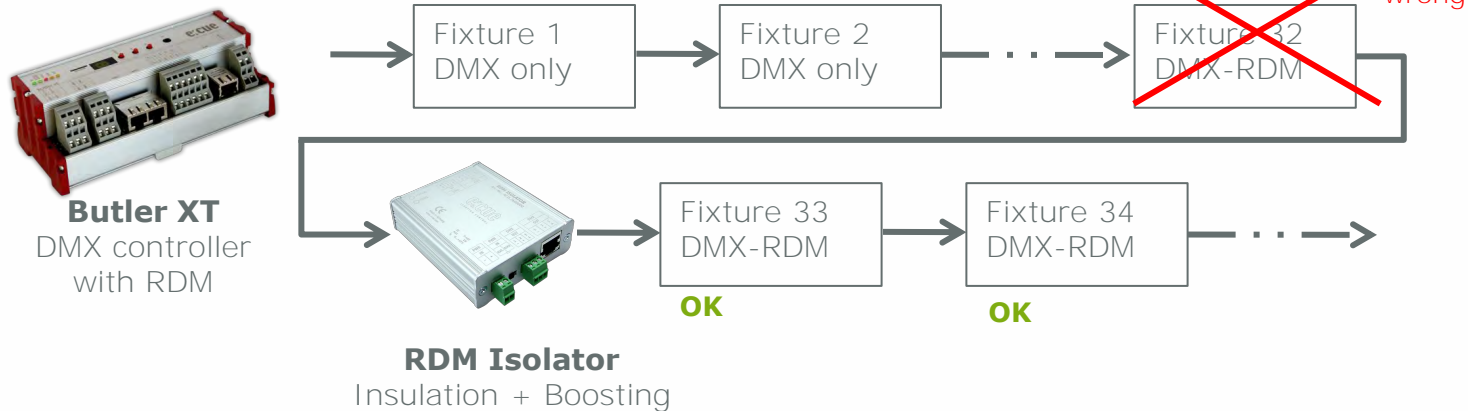 wrong
e:cue
Fixture 1
DMX only
Fixture 2
DMX only
Fixture 32
DMX-RDM
Butler XT
DMX controller
with RDM
Fixture 33
DMX-RDM
Fixture 34
DMX-RDM
OK
OK
RDM Isolator
Insulation + Boosting